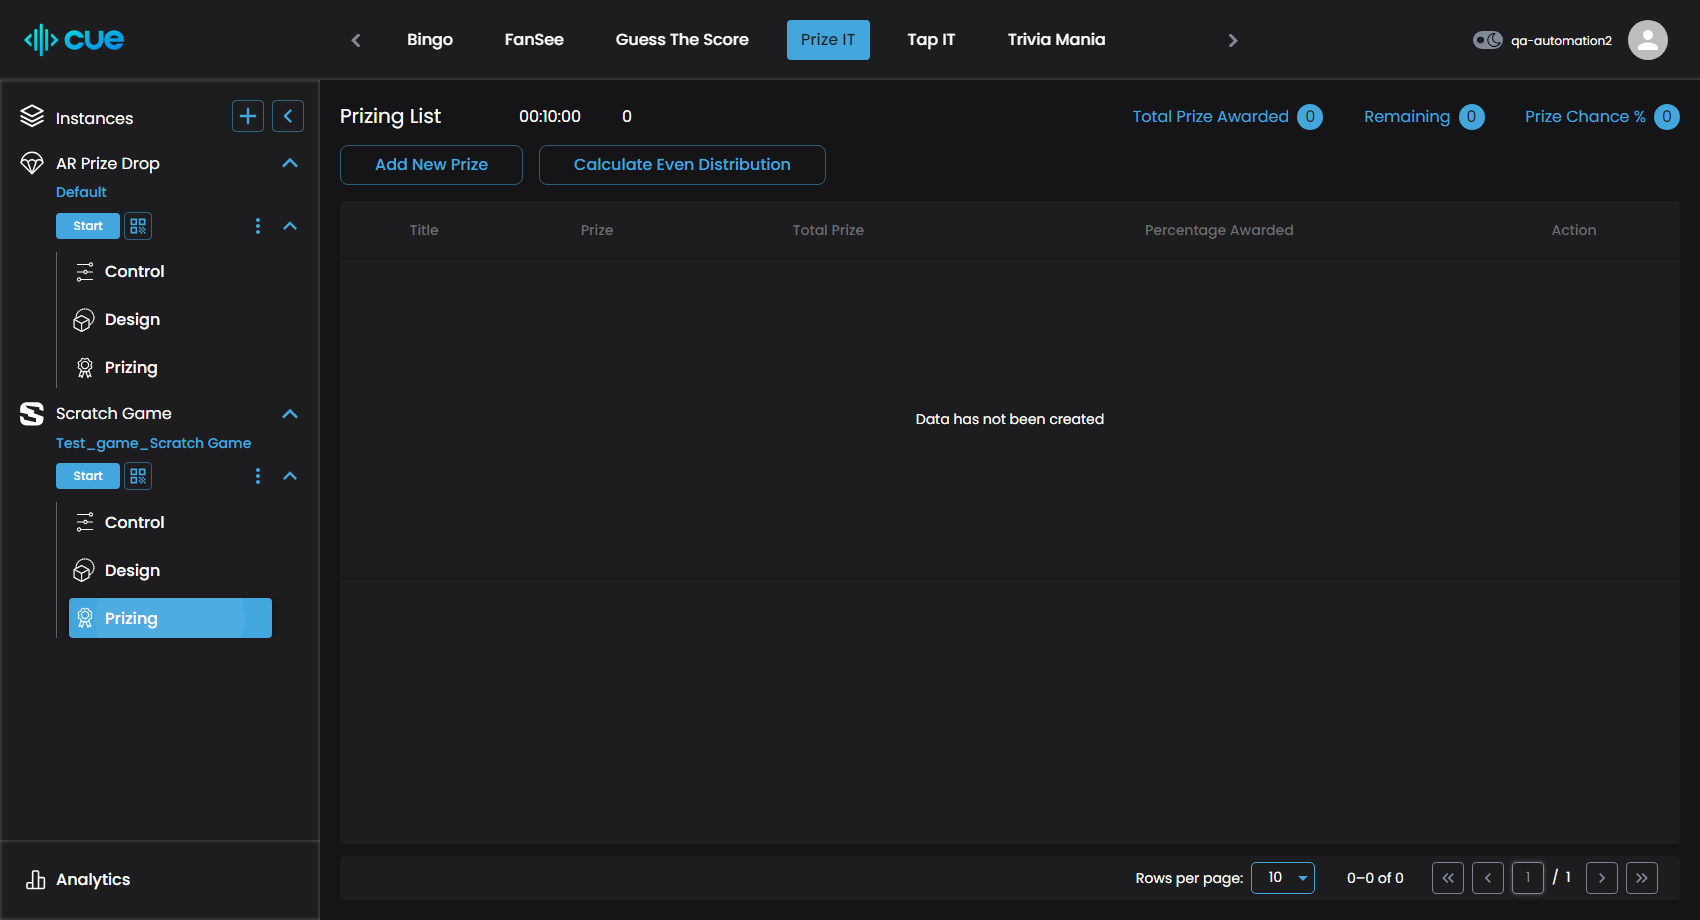 cue
Bingo
FanSee
Guess The Score
Prize IT
Tap IT
Trivia Mania
qa-automation2
Instances
AR Prize Drop
Default
Start
Control
Design
Prizing
Scratch Game
Test_game_Scratch Game
Start
Control
Design
Prizing
Analytics
Prizing List 00:10:00 0
Total Prize Awarded 0 Remaining 0 Prize Chance % 0
Add New Prize
Calculate Even Distribution
Title Prize Total Prize Percentage Awarded Action
Data has not been created
Rows per page: 10 0–0 of 0 1 / 1